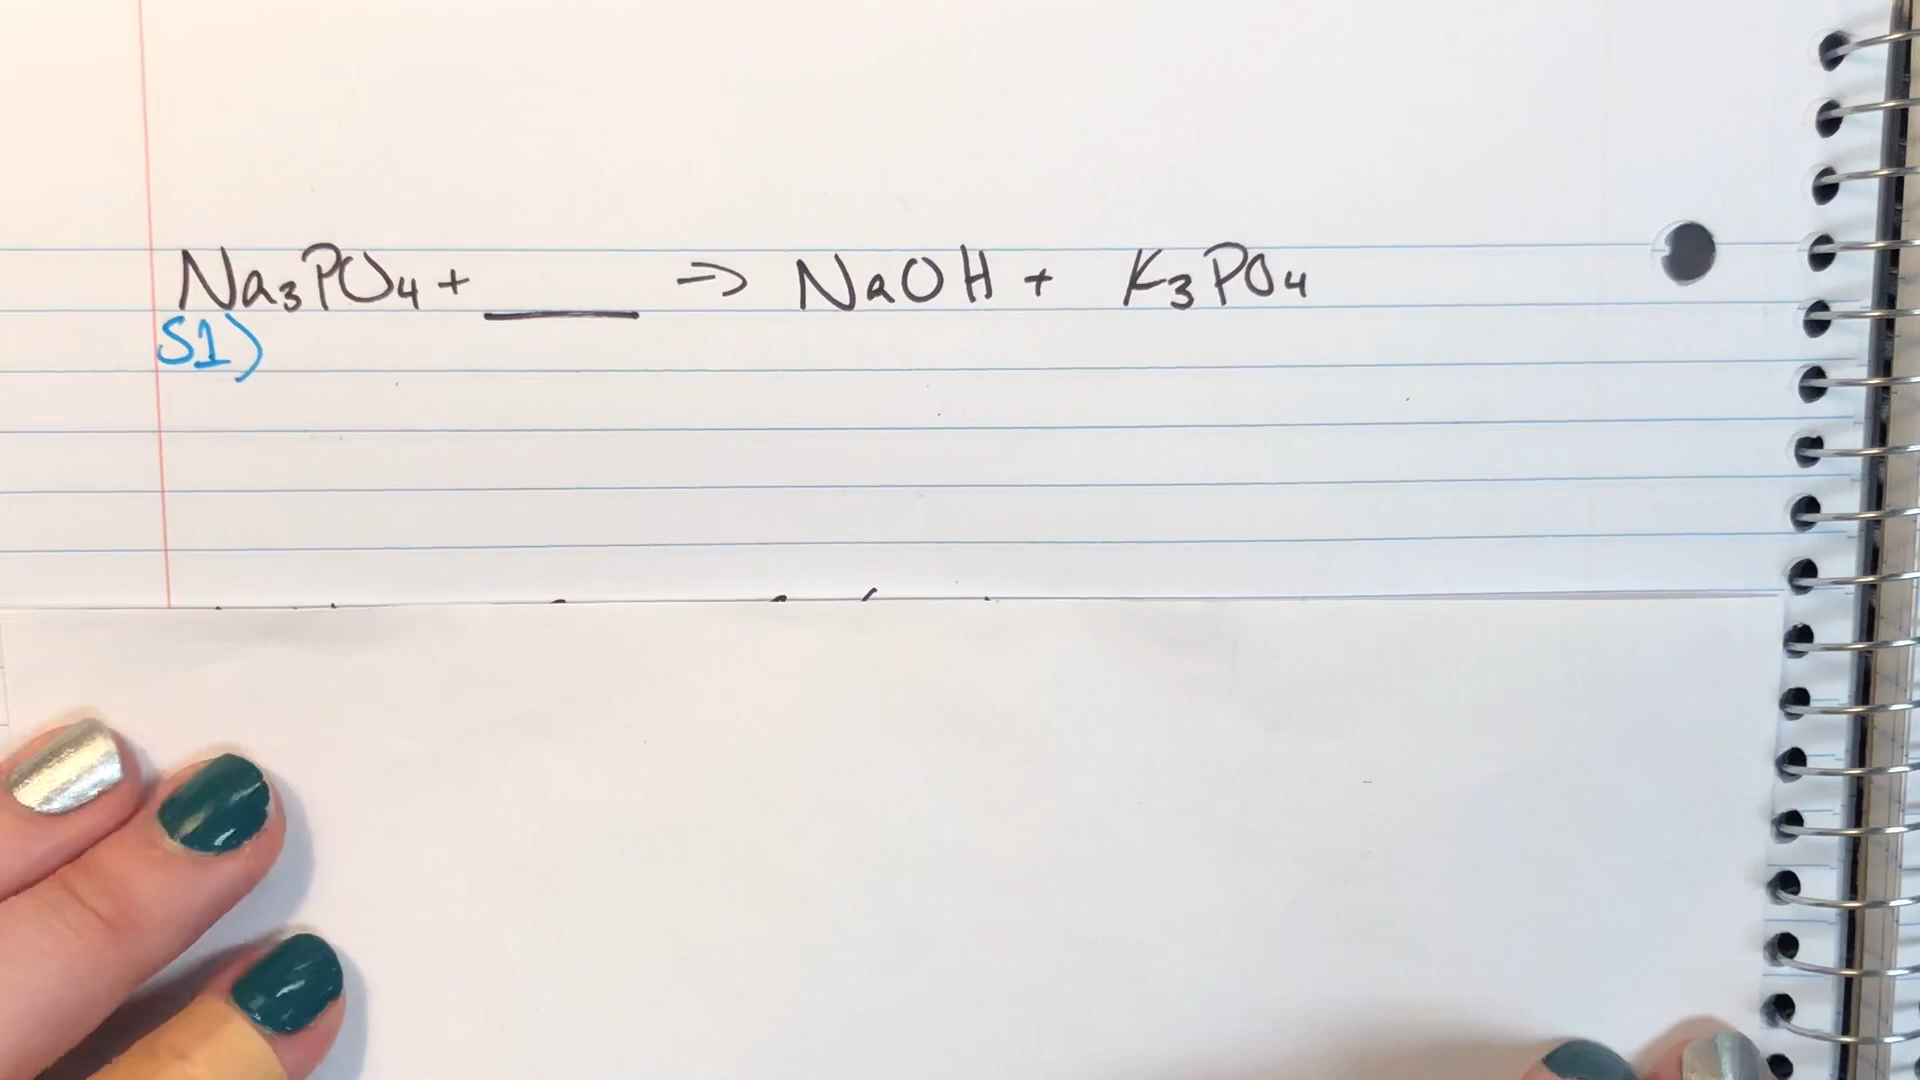 Na₃PO₄ + ____ => NaOH + K₃PO₄
S1)